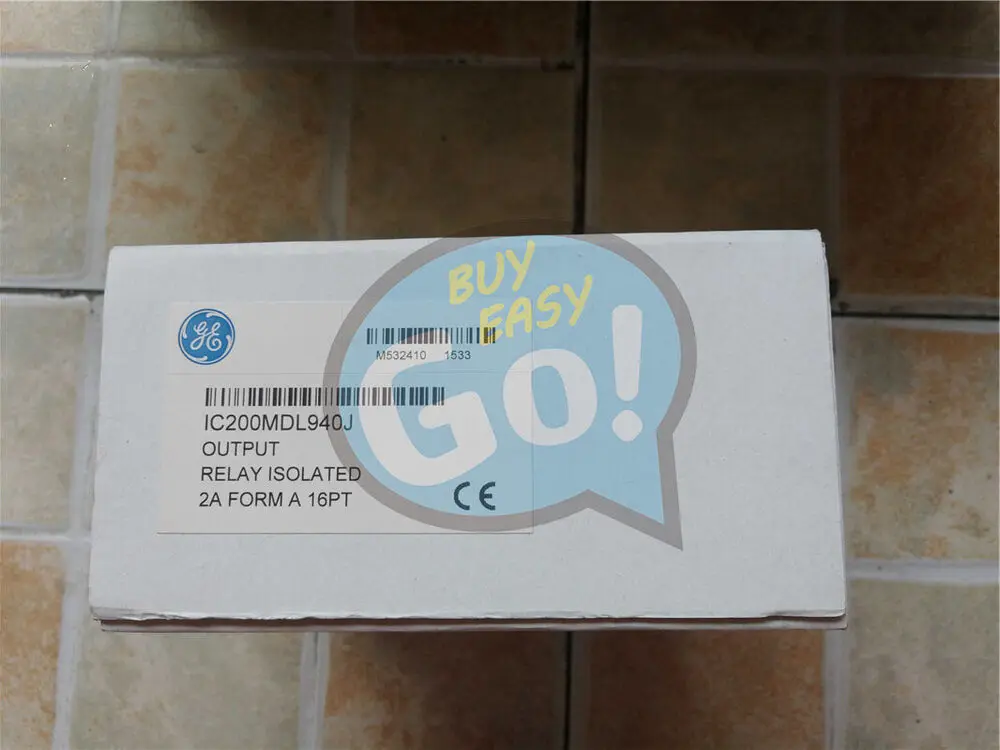 BUY
EASY
GO!
GE
M532410 1533
IC200MDL940J
OUTPUT
RELAY ISOLATED
2A FORM A 16PT
CE